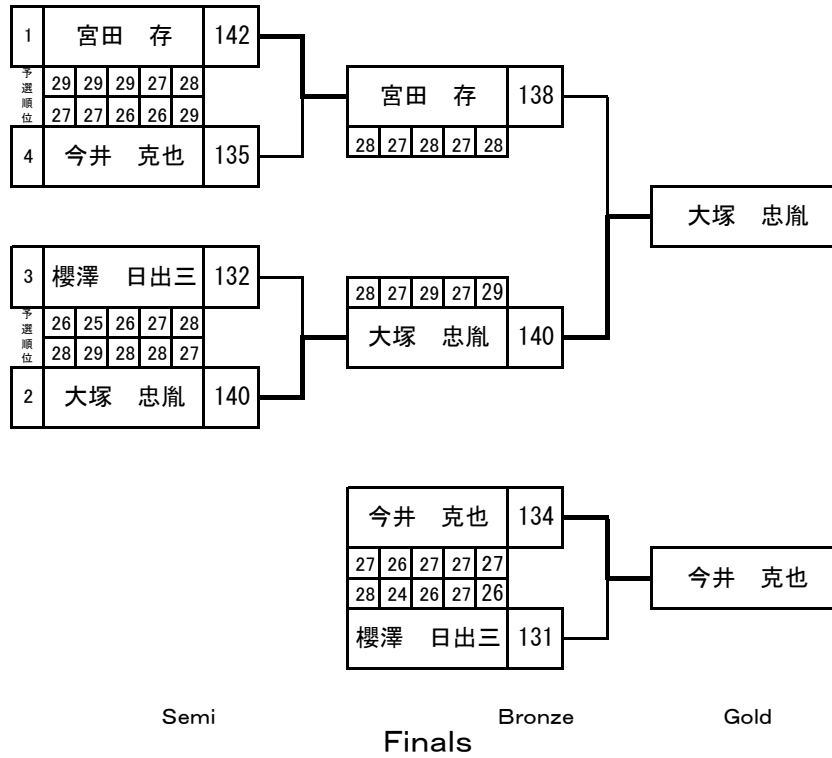 1 宮田 存 142
予選順位
29 29 29 27 28
27 27 26 26 29
4 今井 克也 135
3 櫻澤 日出三 132
予選順位
26 25 26 27 28
28 29 28 28 27
2 大塚 忠胤 140
宮田 存 138
28 27 28 27 28
28 27 29 27 29
大塚 忠胤 140
大塚 忠胤
今井 克也 134
27 26 27 27 27
28 24 26 27 26
櫻澤 日出三 131
今井 克也
Semi Bronze Gold
Finals